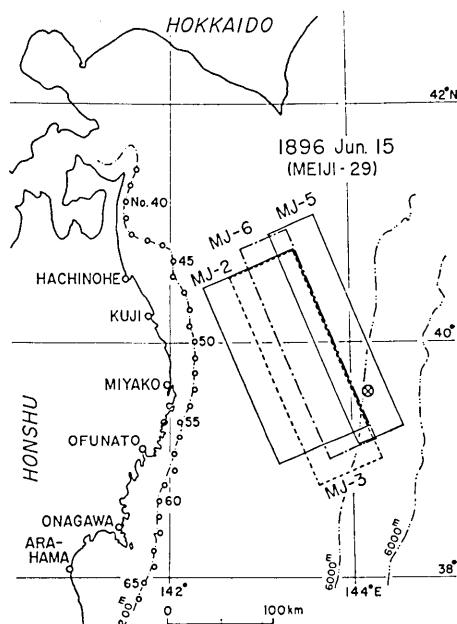 HOKKAIDO
42°N
1896 Jun. 15
(MEIJI-29)
No.40
MJ-5
MJ-6
45
MJ-2
HACHINOHE
KUJI
50
40°
MIYAKO
55
OFUNATO
HONSHU
MJ-3
60
ONAGAWA
ARA-
HAMA
6000m
6000m
65
38°
142°
144°E
200m
0 100km